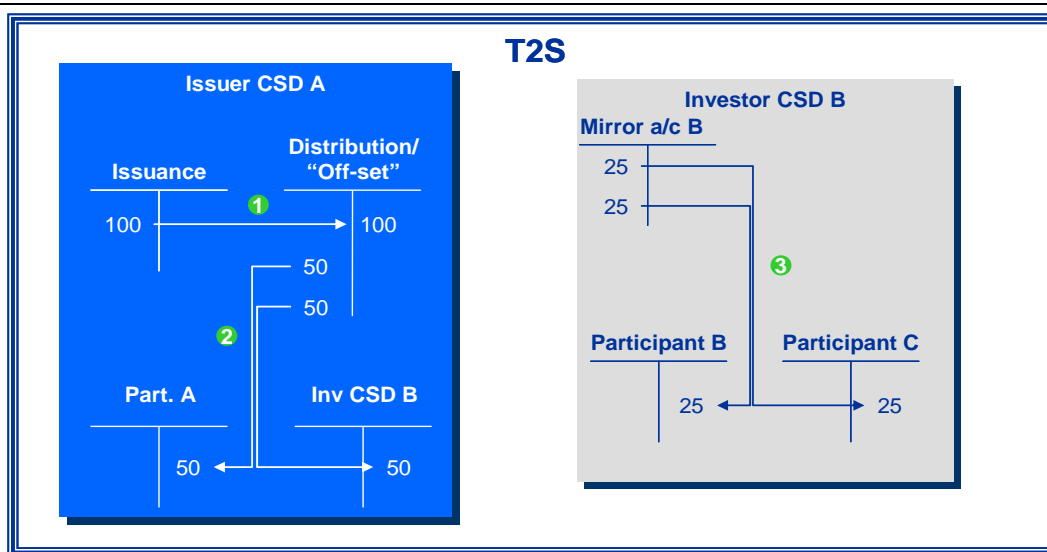 T2S
Issuer CSD A
Issuance
Distribution/
“Off-set”
1
100
100
50
50
2
Part. A
Inv CSD B
50
50
Investor CSD B
Mirror a/c B
25
25
3
Participant B
Participant C
25
25